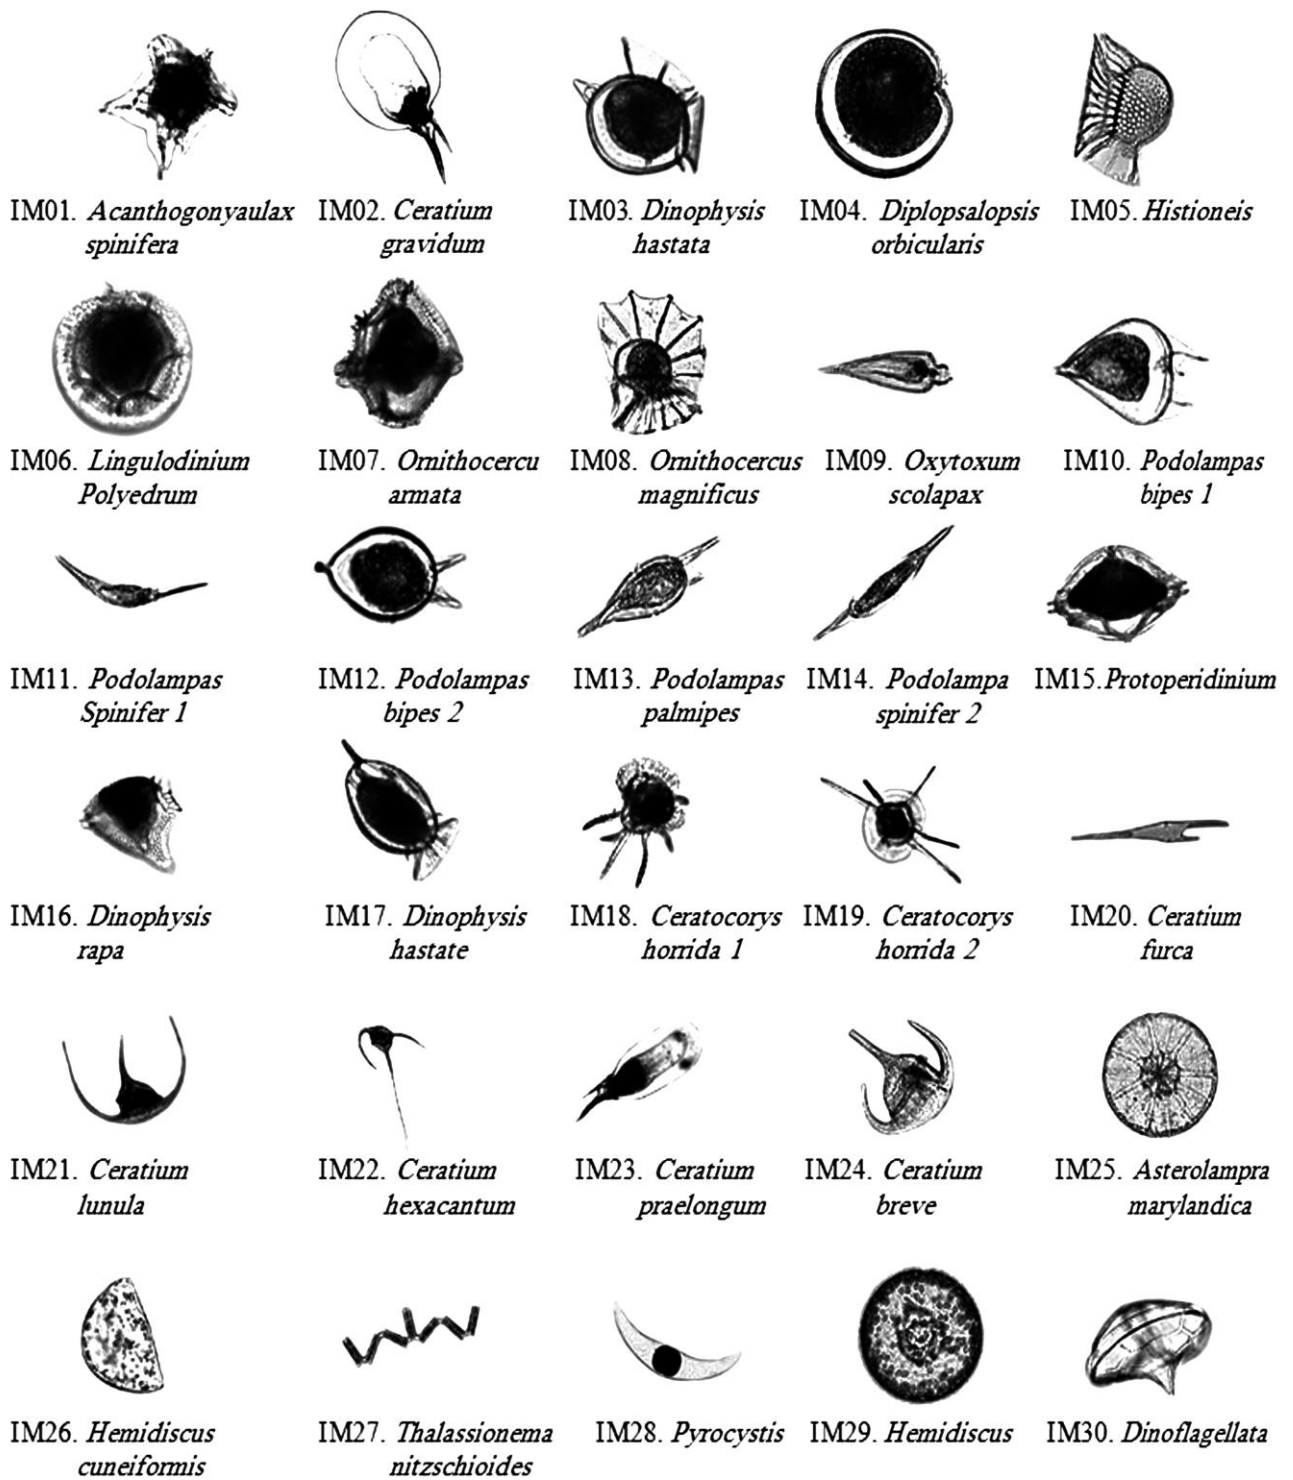 IM01. Acanthogonyaulax spinifera
IM02. Ceratium gravidum
IM03. Dinophysis hastata
IM04. Diplopsalopsis orbicularis
IM05. Histioneis
IM06. Lingulodinium Polyedrum
IM07. Ornithocercu armata
IM08. Ornithocercus magnificus
IM09. Oxytoxum scolapax
IM10. Podolampas bipes 1
IM11. Podolampas Spinifer 1
IM12. Podolampas bipes 2
IM13. Podolampas palmipes
IM14. Podolampa spinifer 2
IM15.Protoperidinium
IM16. Dinophysis rapa
IM17. Dinophysis hastate
IM18. Ceratocorys horrida 1
IM19. Ceratocorys horrida 2
IM20. Ceratium furca
IM21. Ceratium lunula
IM22. Ceratium hexacantum
IM23. Ceratium praelongum
IM24. Ceratium breve
IM25. Asterolampra marylandica
IM26. Hemidiscus cuneiformis
IM27. Thalassionema nitzschioides
IM28. Pyrocystis
IM29. Hemidiscus
IM30. Dinoflagellata